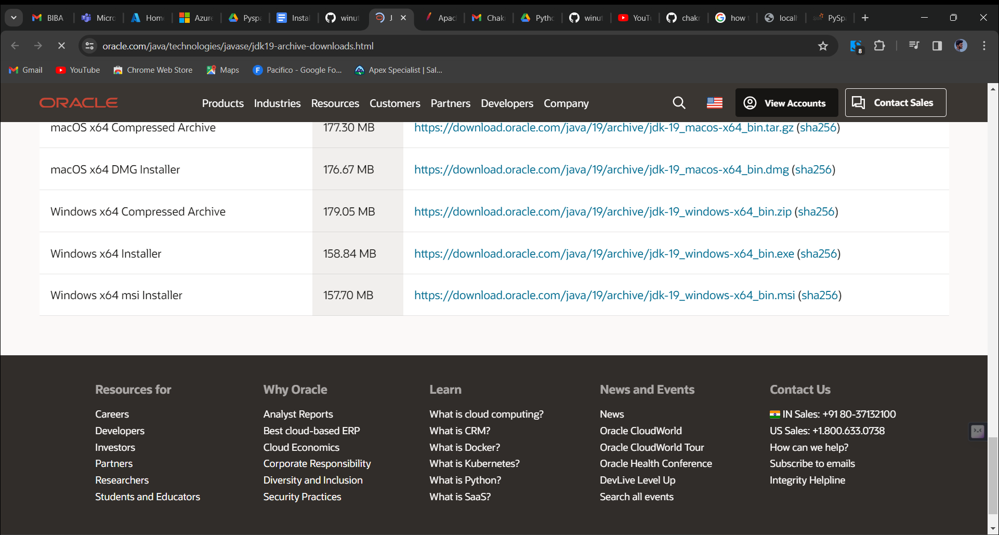 BIBA Micro Home Azure Pyspa Instal winut J Apac Chak Pytho winut YouTu chakr how t localh PySpa
oracle.com/java/technologies/javase/jdk19-archive-downloads.html
8
Gmail YouTube Chrome Web Store Maps Pacifico - Google Fo... Apex Specialist | Sal...
ORACLE Products Industries Resources Customers Partners Developers Company View Accounts Contact Sales
macOS x64 Compressed Archive 177.30 MB https://download.oracle.com/java/19/archive/jdk-19_macos-x64_bin.tar.gz (sha256)
macOS x64 DMG Installer 176.67 MB https://download.oracle.com/java/19/archive/jdk-19_macos-x64_bin.dmg (sha256)
Windows x64 Compressed Archive 179.05 MB https://download.oracle.com/java/19/archive/jdk-19_windows-x64_bin.zip (sha256)
Windows x64 Installer 158.84 MB https://download.oracle.com/java/19/archive/jdk-19_windows-x64_bin.exe (sha256)
Windows x64 msi Installer 157.70 MB https://download.oracle.com/java/19/archive/jdk-19_windows-x64_bin.msi (sha256)
Resources for
Careers
Developers
Investors
Partners
Researchers
Students and Educators
Why Oracle
Analyst Reports
Best cloud-based ERP
Cloud Economics
Corporate Responsibility
Diversity and Inclusion
Security Practices
Learn
What is cloud computing?
What is CRM?
What is Docker?
What is Kubernetes?
What is Python?
What is SaaS?
News and Events
News
Oracle CloudWorld
Oracle CloudWorld Tour
Oracle Health Conference
DevLive Level Up
Search all events
Contact Us
IN Sales: +91 80-37132100
US Sales: +1.800.633.0738
How can we help?
Subscribe to emails
Integrity Helpline